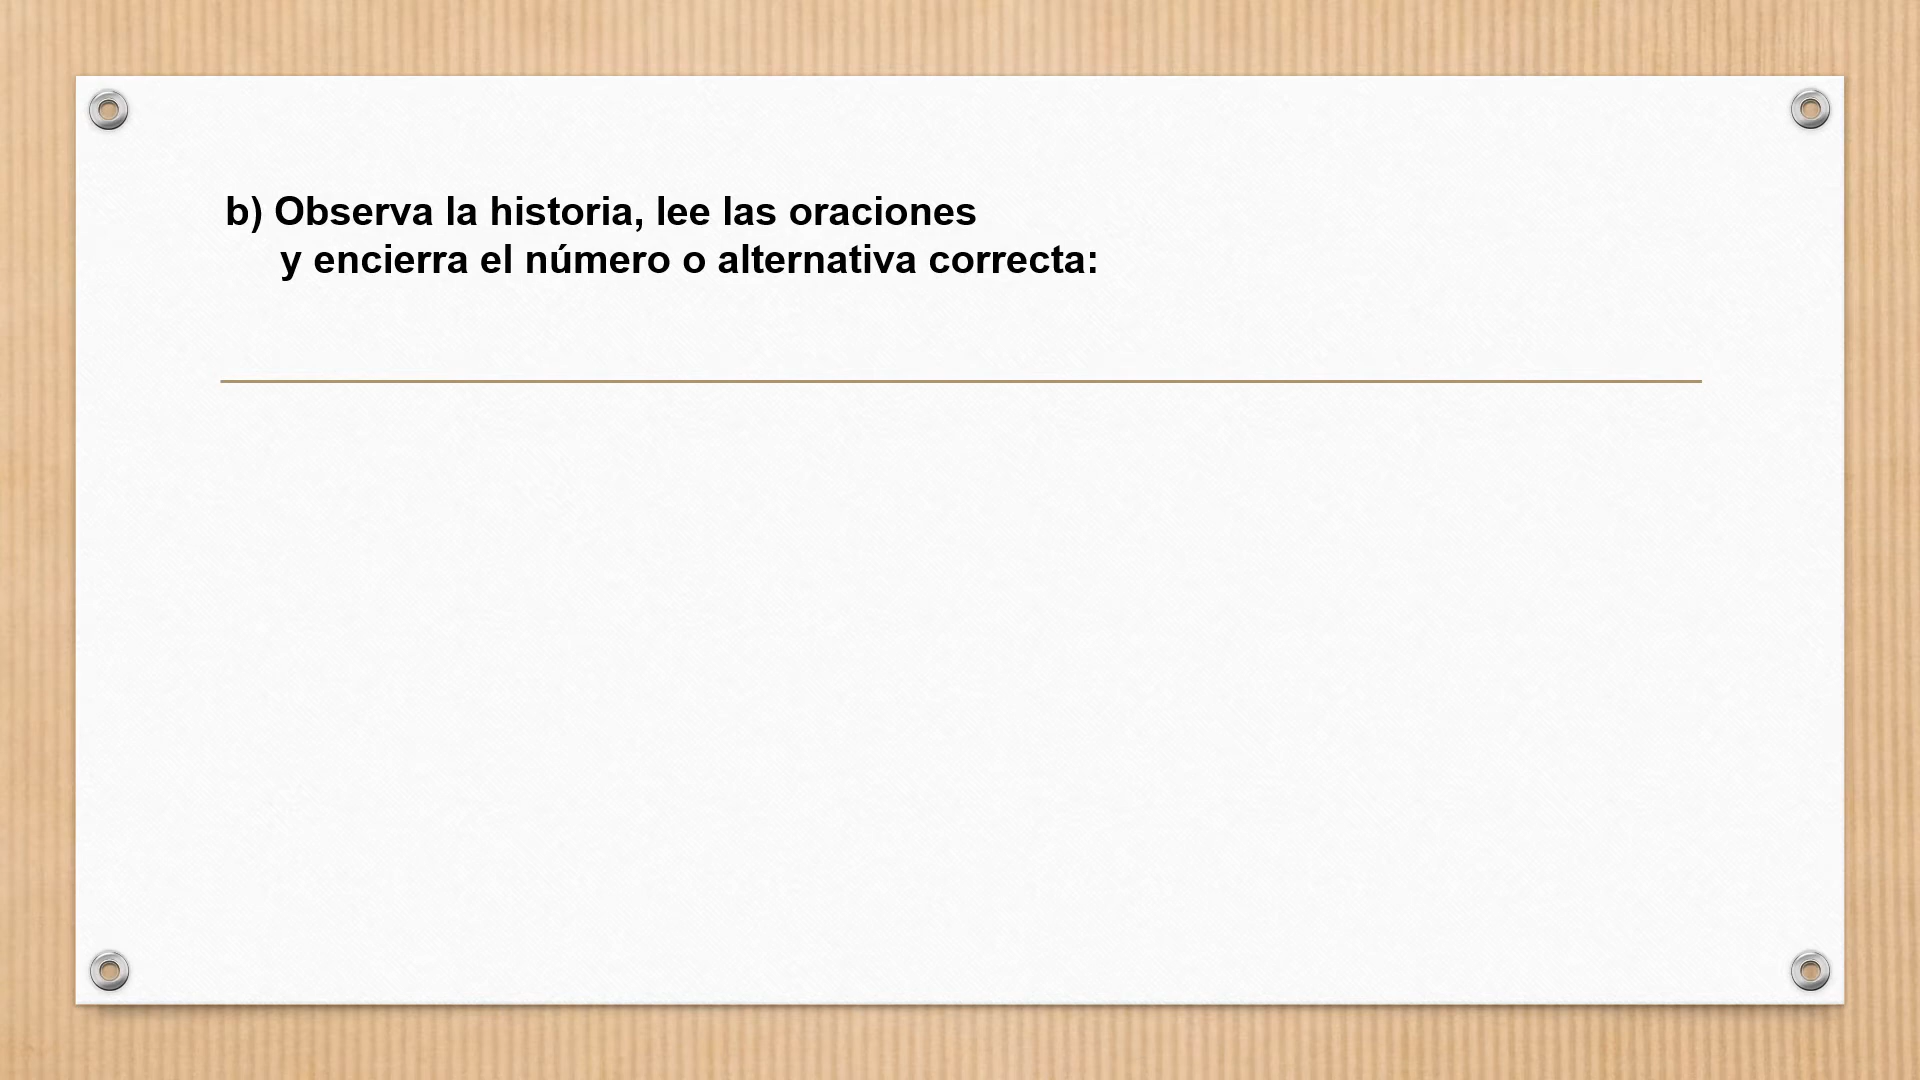 b) Observa la historia, lee las oraciones
y encierra el número o alternativa correcta: